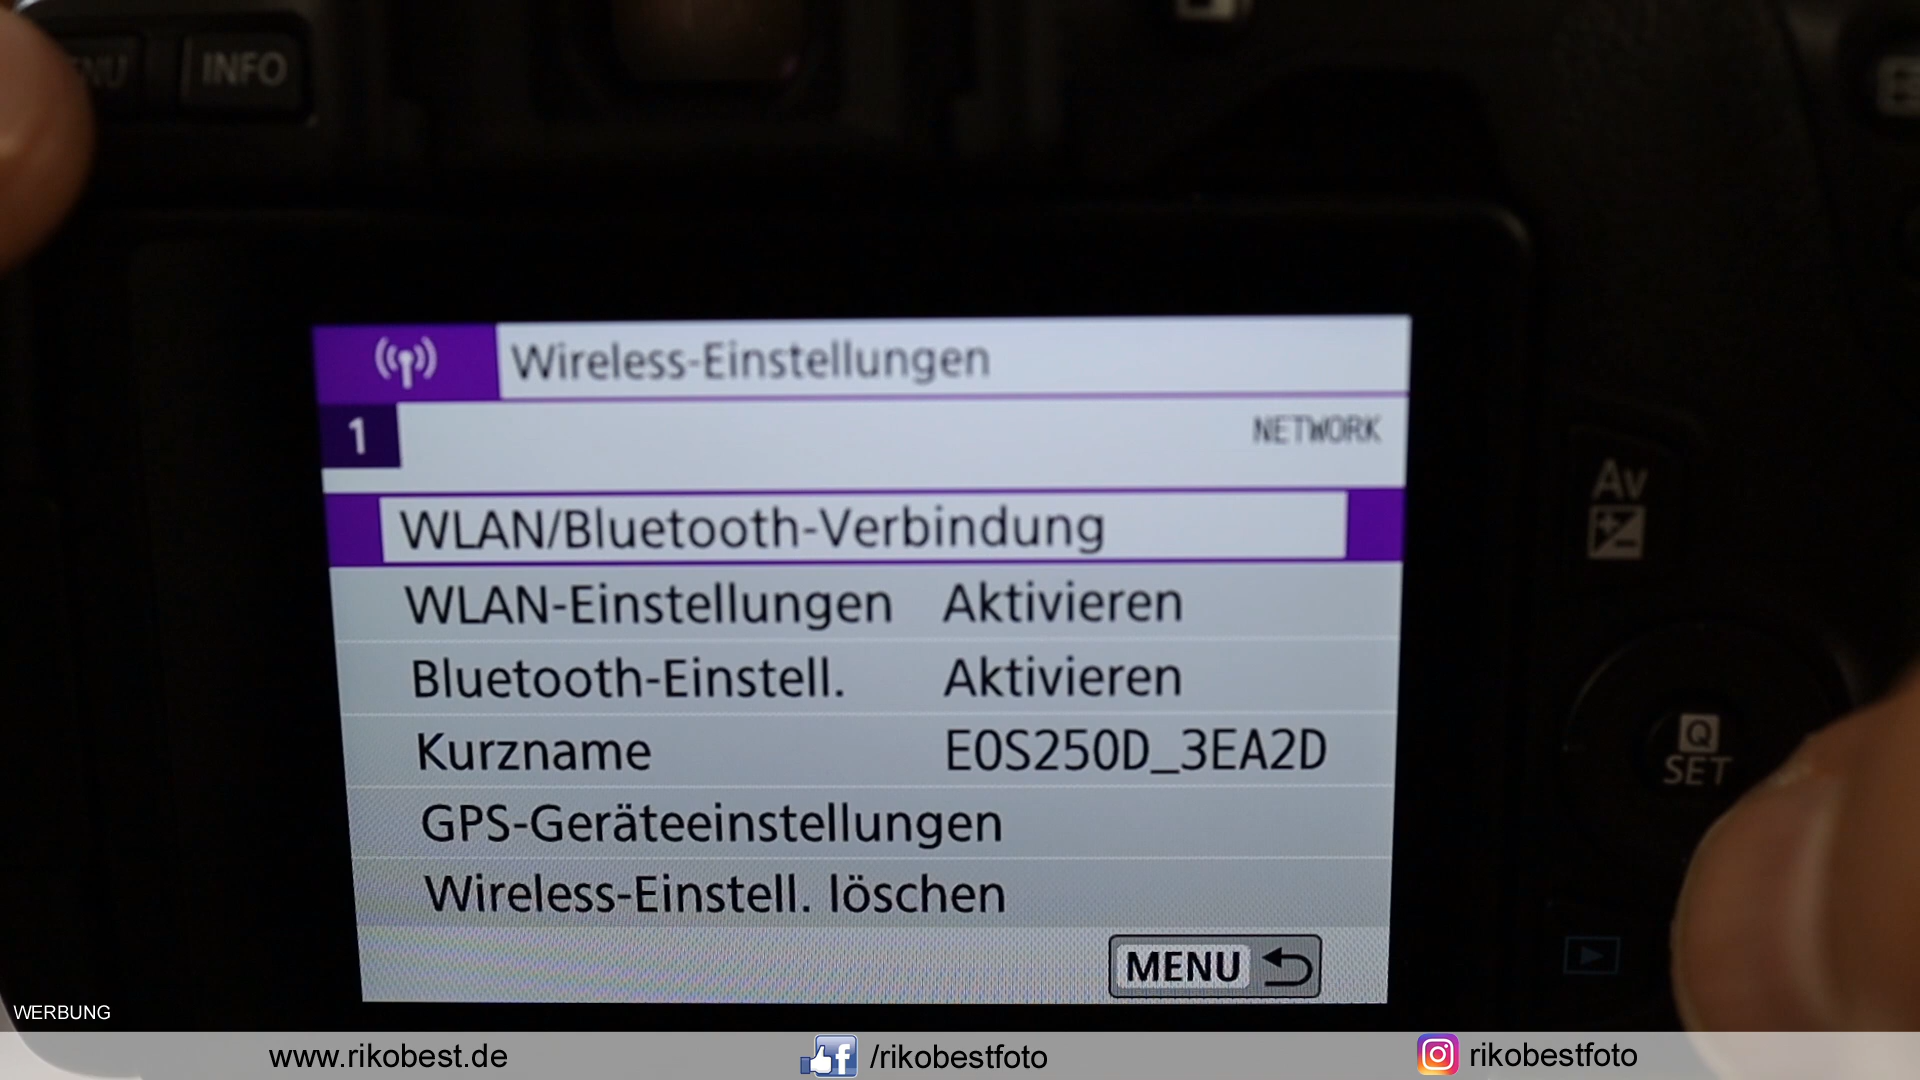 INFO
Wireless-Einstellungen
1
NETWORK
WLAN/Bluetooth-Verbindung
WLAN-Einstellungen Aktivieren
Bluetooth-Einstell. Aktivieren
Kurzname EOS250D_3EA2D
GPS-Geräteeinstellungen
Wireless-Einstell. löschen
MENU
Av
Q
SET
WERBUNG
www.rikobest.de
/rikobestfoto
rikobestfoto